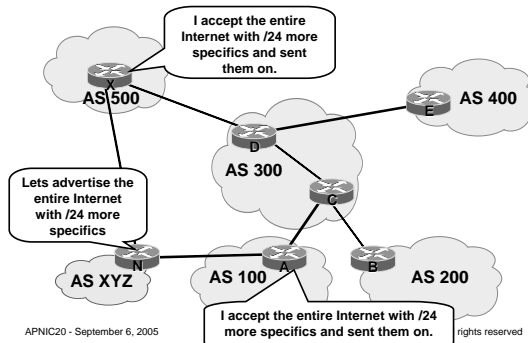 I accept the entire
Internet with /24 more
specifics and sent
them on.
X
AS 500
AS 400
E
D
AS 300
C
Lets advertise the
entire Internet
with /24 more
specifics
N
A
B
AS XYZ
AS 100
AS 200
I accept the entire Internet with /24
more specifics and sent them on.
APNIC20 - September 6, 2005
rights reserved